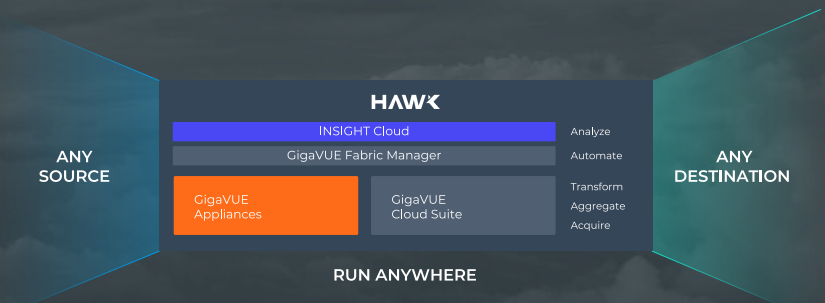 HAWK
INSIGHT Cloud
Analyze
GigaVUE Fabric Manager
Automate
ANY
SOURCE
GigaVUE
Appliances
GigaVUE
Cloud Suite
Transform
Aggregate
Acquire
ANY
DESTINATION
RUN ANYWHERE